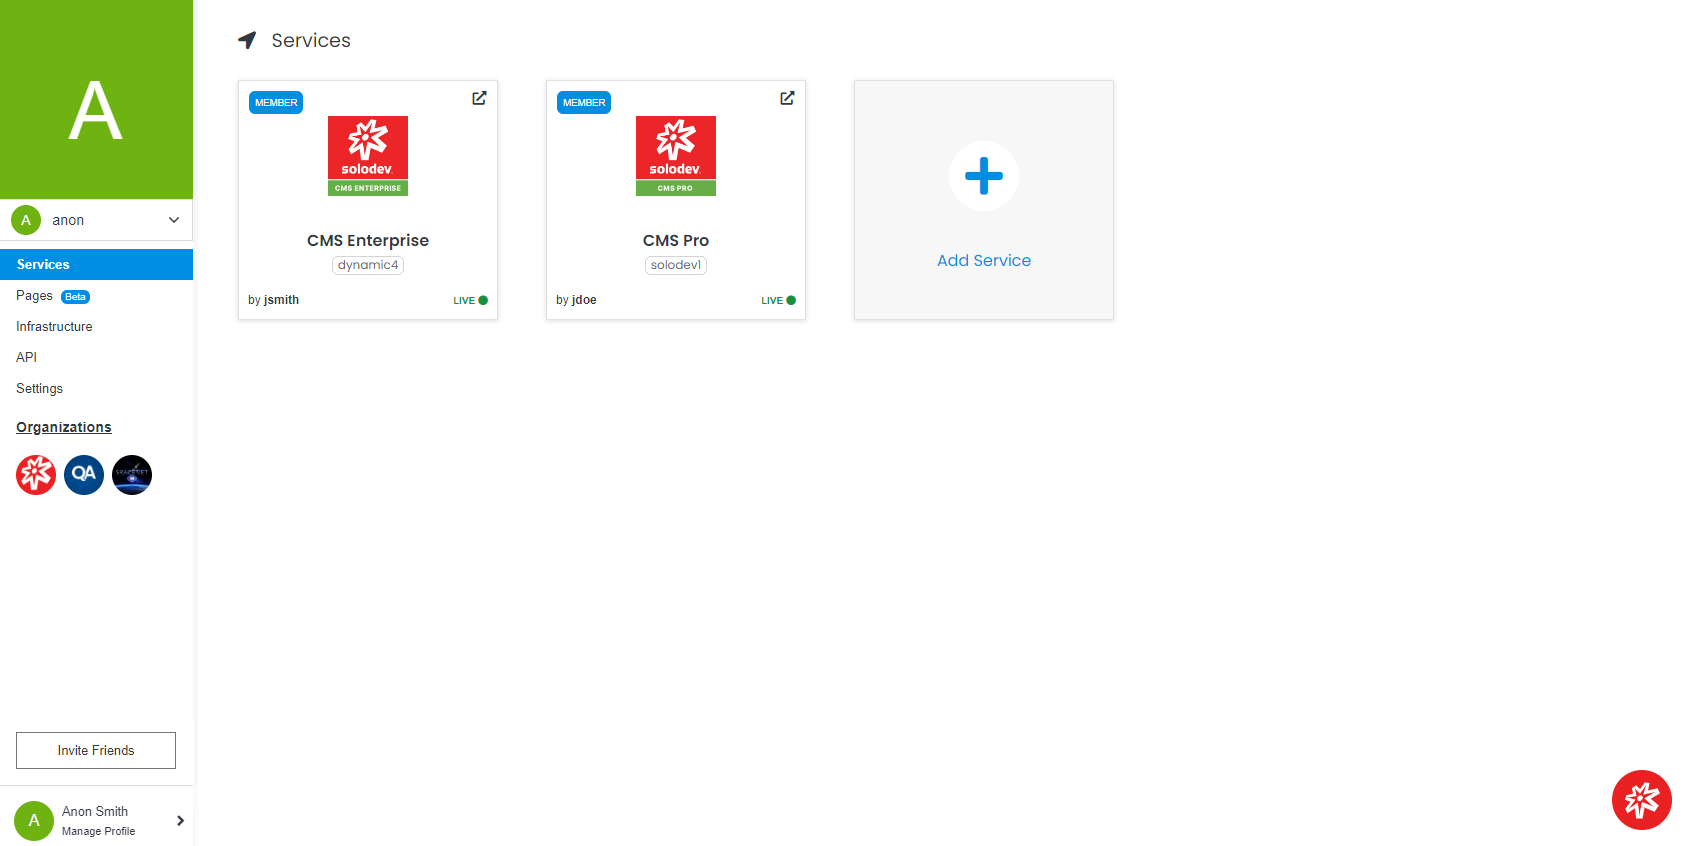 A
A anon
Services
Pages Beta
Infrastructure
API
Settings
Organizations
QA
Invite Friends
A Anon Smith
Manage Profile
Services
MEMBER
solodev
CMS ENTERPRISE
CMS Enterprise
dynamic4
by jsmith LIVE
MEMBER
solodev
CMS PRO
CMS Pro
solodev1
by jdoe LIVE
Add Service